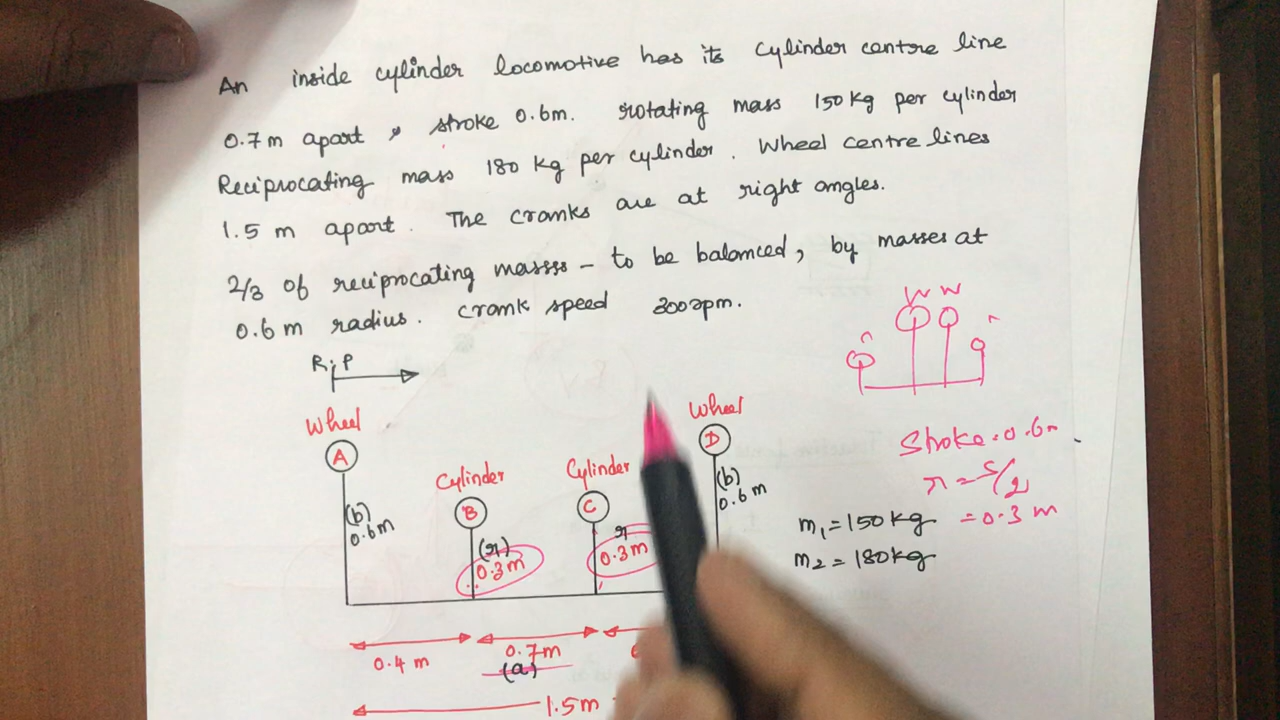 An inside cylinder locomotive has its cylinder centre line
0.7 m apart & stroke 0.6m. rotating mass 150 kg per cylinder
Reciprocating mass 180 kg per cylinder. Wheel centre lines
1.5 m apart. The cranks are at right angles.
2/3 of reciprocating massss - to be balanced, by masses at
0.6 m radius. crank speed 300rpm.
R.P
W W
Wheel
A
Wheel
D
Cylinder
B
Cylinder
C
(b)
0.6m
(r)
0.3m
r
0.3m
(b)
0.6m
Stroke = 0.6m
r = s/2
= 0.3 m
m₁ = 150 kg
m₂ = 180 kg
0.4 m
0.7m
(a)
1.5m